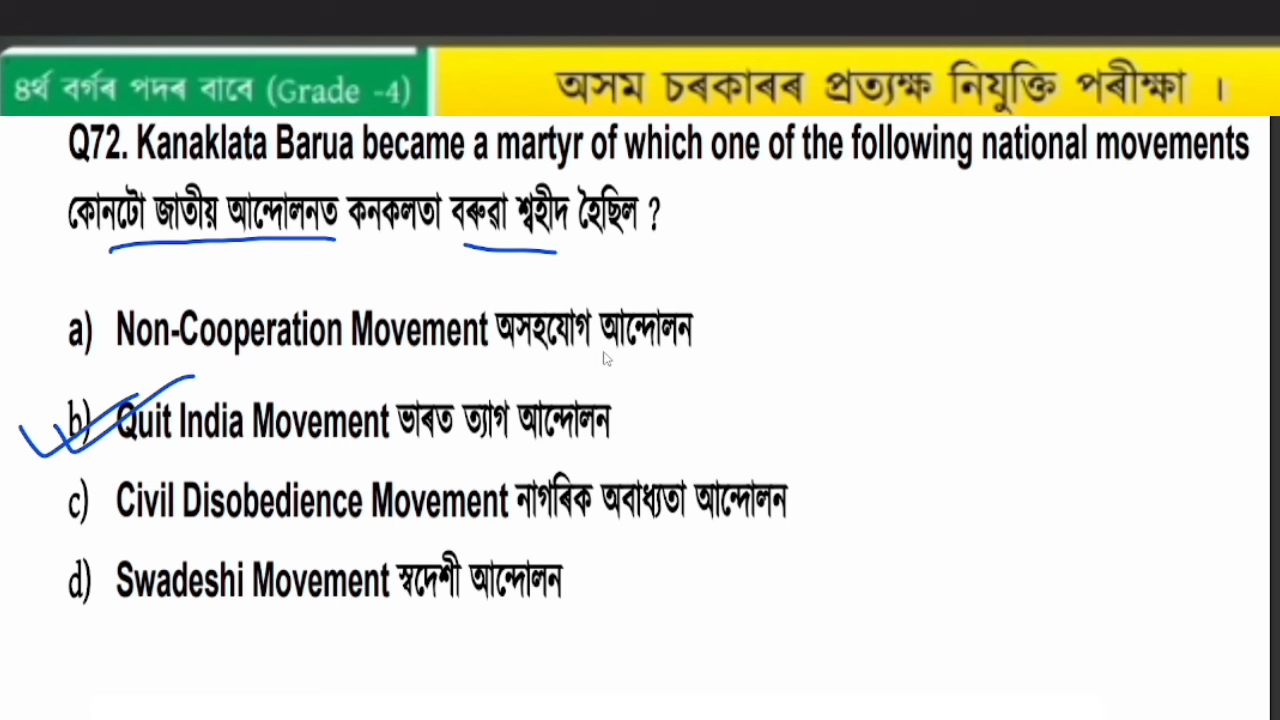 ৪ৰ্থ বৰ্গৰ পদৰ বাবে (Grade -4)
অসম চৰকাৰৰ প্ৰত্যক্ষ নিযুক্তি পৰীক্ষা ।
Q72. Kanaklata Barua became a martyr of which one of the following national movements
কোনটো জাতীয় আন্দোলনত কনকলতা বৰুৱা শ্বহীদ হৈছিল ?
a) Non-Cooperation Movement অসহযোগ আন্দোলন
b) Quit India Movement ভাৰত ত্যাগ আন্দোলন
c) Civil Disobedience Movement নাগৰিক অবাধ্যতা আন্দোলন
d) Swadeshi Movement স্বদেশী আন্দোলন